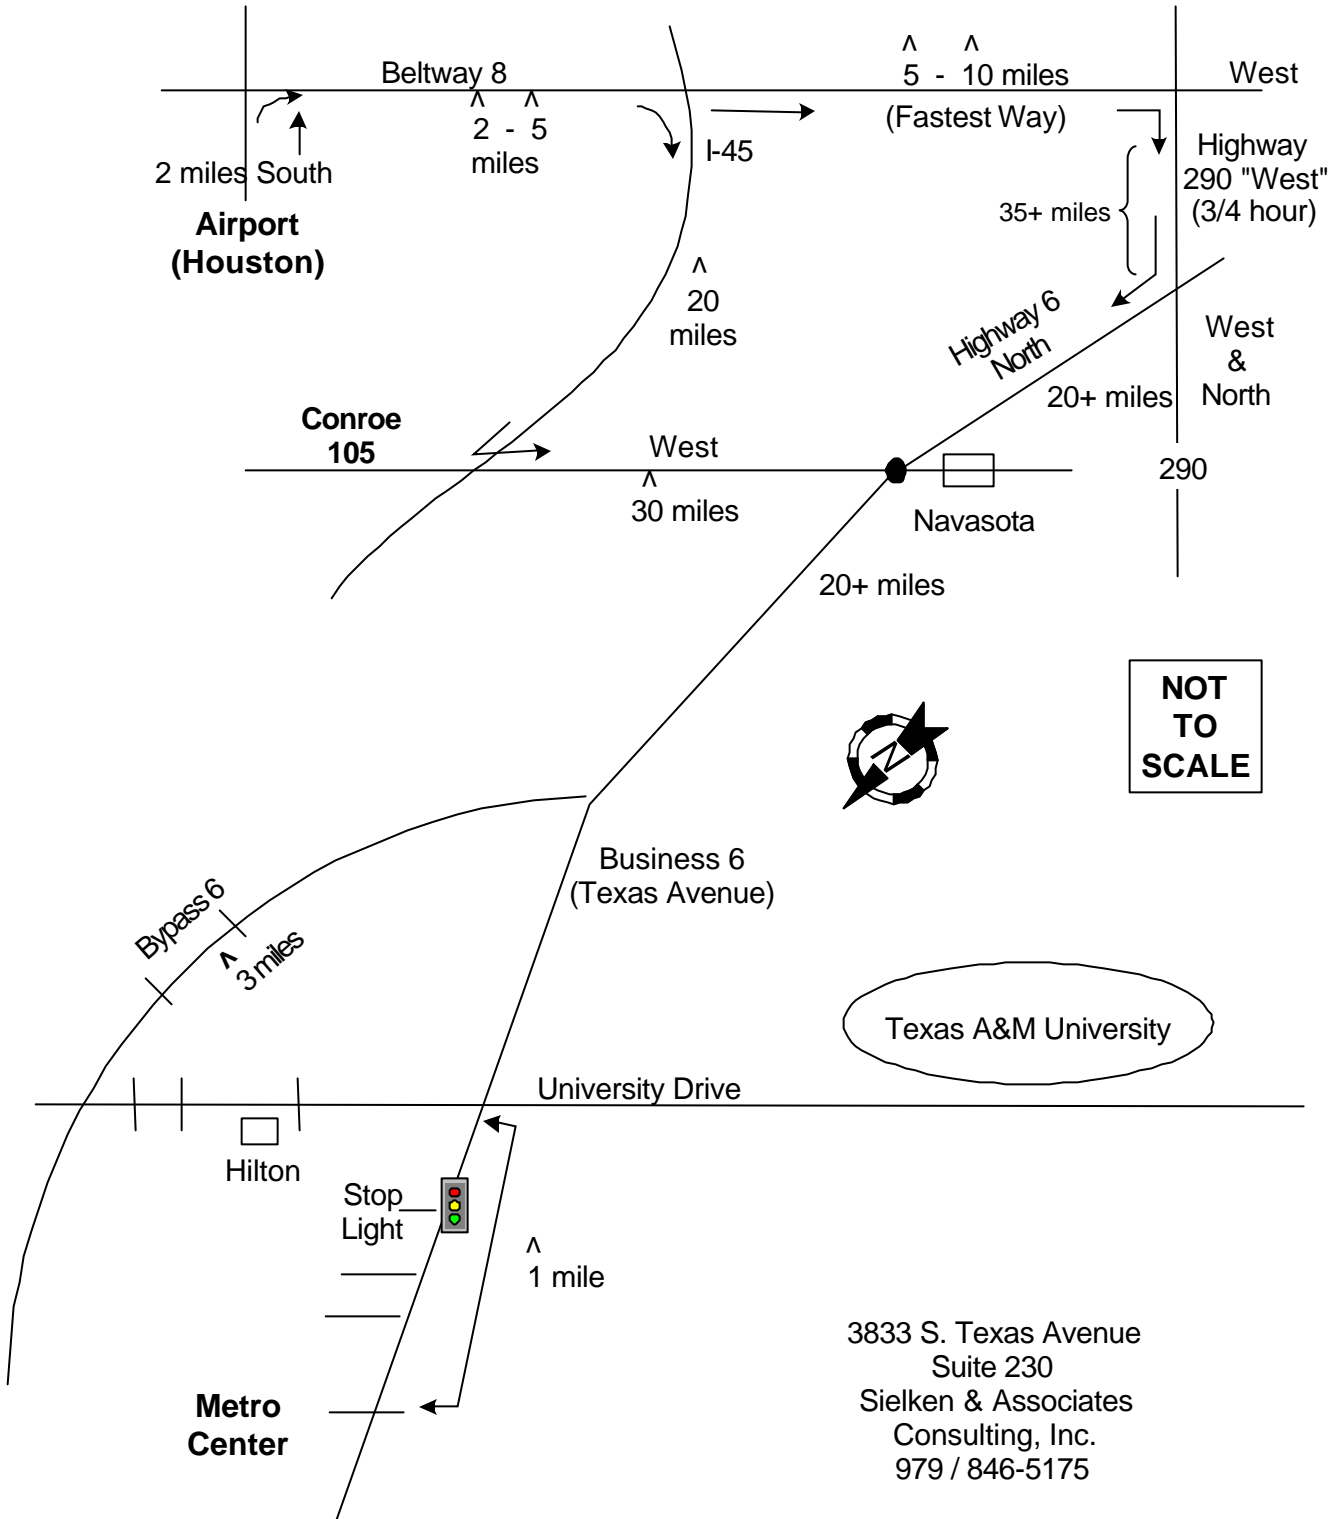 Beltway 8
^ ^
5 - 10 miles
(Fastest Way)
West
^ ^
2 - 5
miles
I-45
2 miles South
Airport
(Houston)
Highway
290 "West"
(3/4 hour)
35+ miles
^
20
miles
Highway 6
North
West
&
North
20+ miles
Conroe
105
West
^
30 miles
290
Navasota
20+ miles
NOT
TO
SCALE
N
Business 6
(Texas Avenue)
Bypass 6
^
3 miles
Texas A&M University
University Drive
Hilton
Stop
Light
^
1 mile
Metro
Center
3833 S. Texas Avenue
Suite 230
Sielken & Associates
Consulting, Inc.
979 / 846-5175